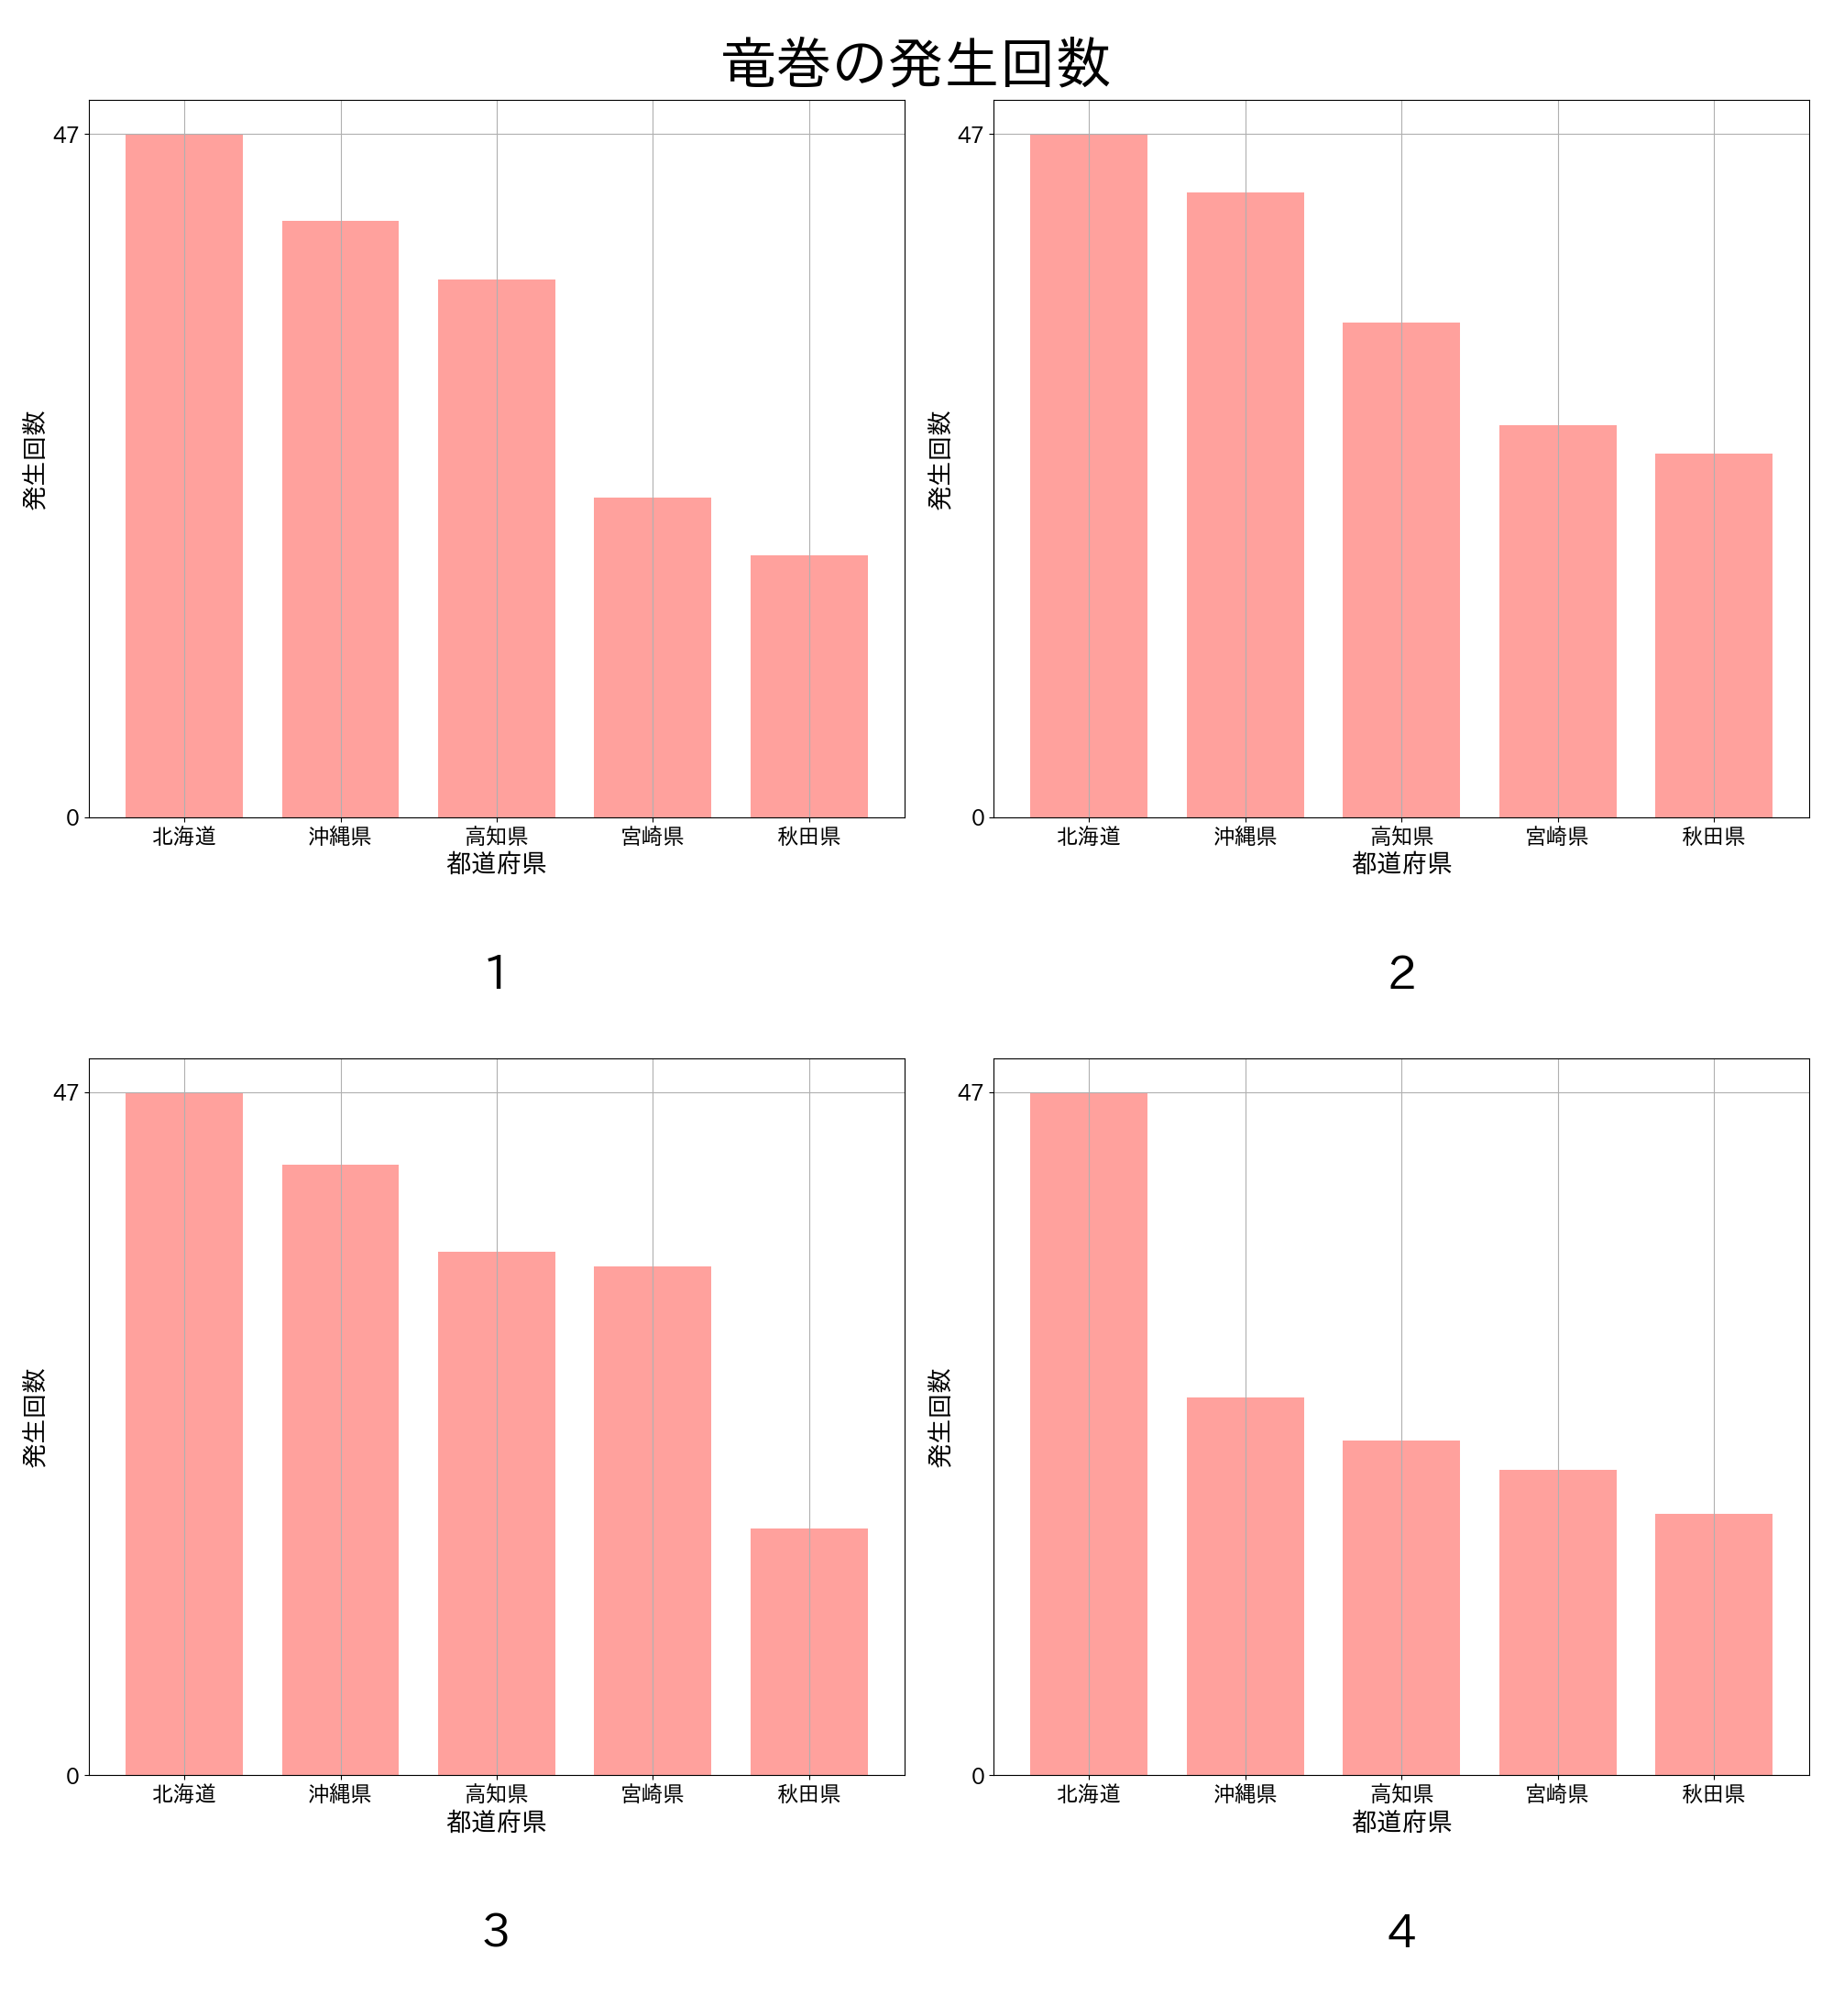 竜巻の発生回数
47
0
発生回数
北海道 沖縄県 高知県 宮崎県 秋田県
都道府県
1
47
0
発生回数
北海道 沖縄県 高知県 宮崎県 秋田県
都道府県
2
47
0
発生回数
北海道 沖縄県 高知県 宮崎県 秋田県
都道府県
3
47
0
発生回数
北海道 沖縄県 高知県 宮崎県 秋田県
都道府県
4